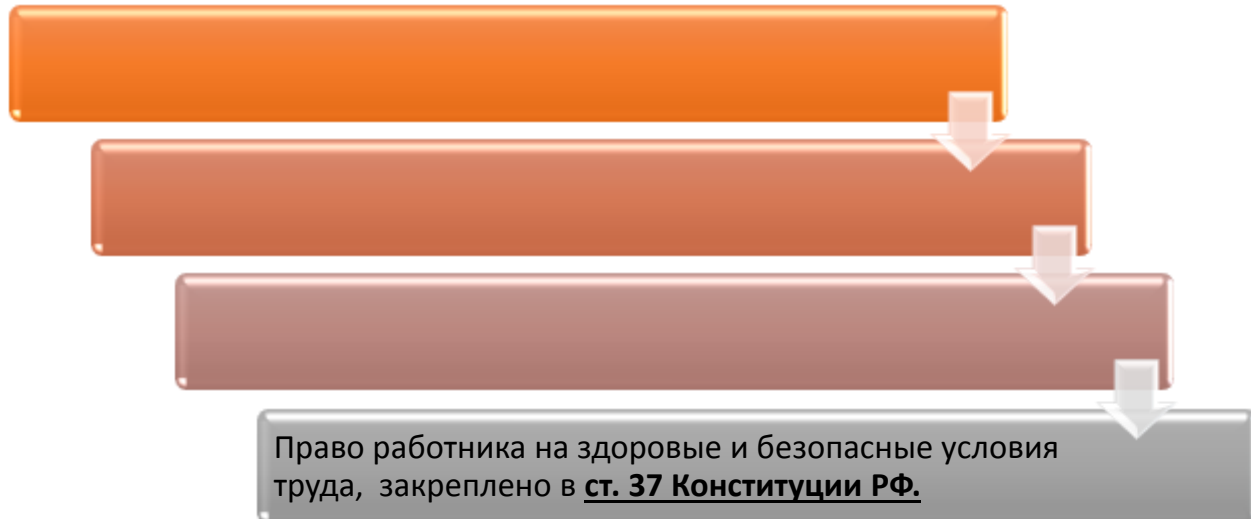 Право работника на здоровые и безопасные условия
труда, закреплено в ст. 37 Конституции РФ.